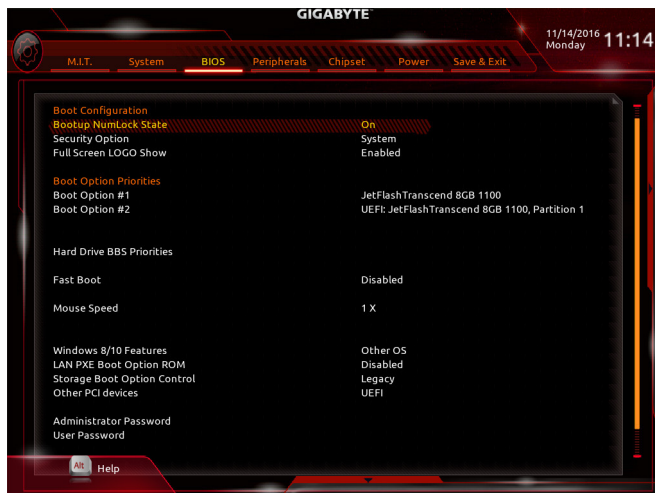 GIGABYTE™
11/14/2016 11:14
Monday
M.I.T. System BIOS Peripherals Chipset Power Save & Exit
Boot Configuration
Bootup NumLock State On
Security Option System
Full Screen LOGO Show Enabled
Boot Option Priorities
Boot Option #1 JetFlashTranscend 8GB 1100
Boot Option #2 UEFI: JetFlashTranscend 8GB 1100, Partition 1
Hard Drive BBS Priorities
Fast Boot Disabled
Mouse Speed 1 X
Windows 8/10 Features Other OS
LAN PXE Boot Option ROM Disabled
Storage Boot Option Control Legacy
Other PCI devices UEFI
Administrator Password
User Password
Alt Help